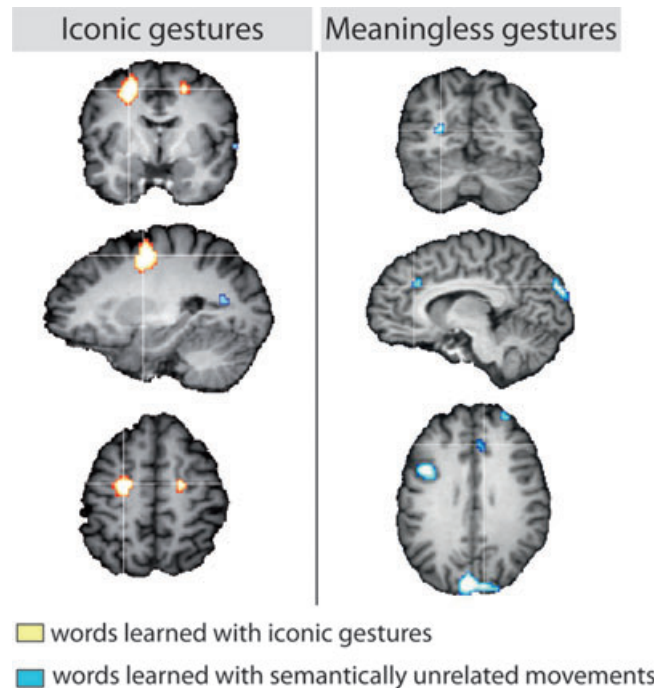 Iconic gestures
Meaningless gestures
words learned with iconic gestures
words learned with semantically unrelated movements